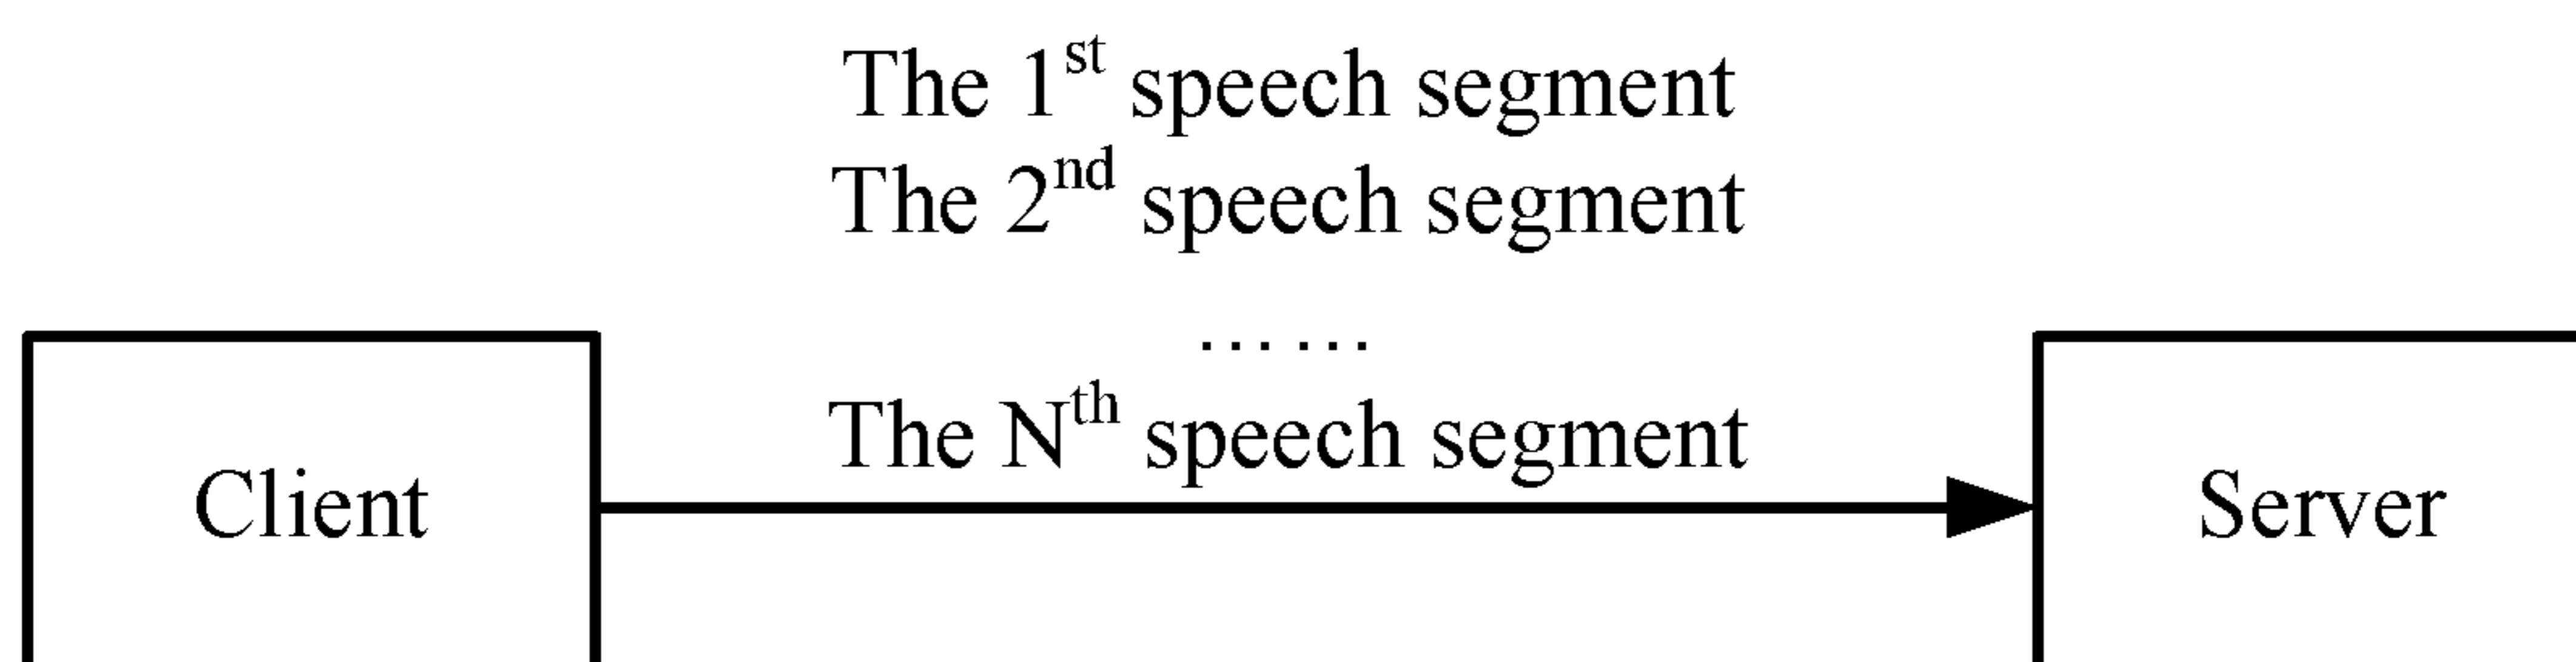 The 1st speech segment
The 2nd speech segment
……
The Nth speech segment
Client
Server